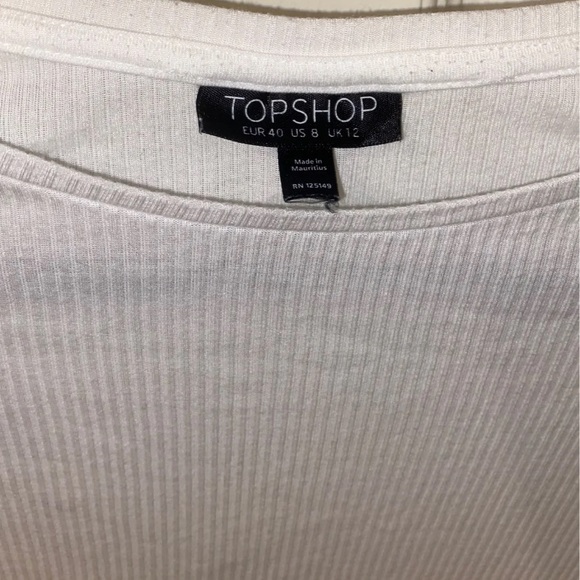 TOPSHOP
EUR 40 US 8 UK 12
Made in
Mauritius
RN 125149